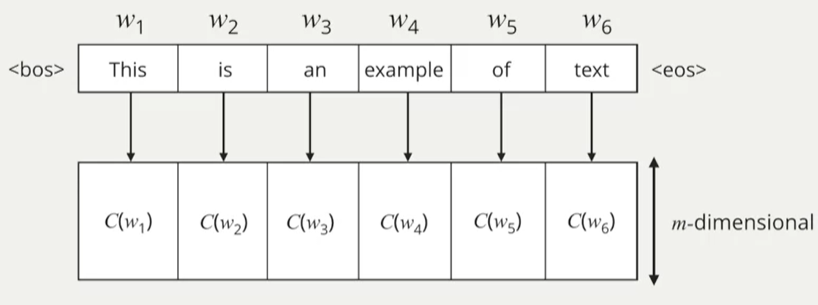 w₁ w₂ w₃ w₄ w₅ w₆
<bos> This is an example of text <eos>
C(w₁) C(w₂) C(w₃) C(w₄) C(w₅) C(w₆) m-dimensional